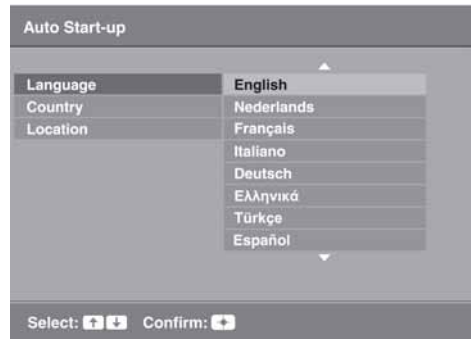 Auto Start-up
Language
Country
Location
English
Nederlands
Français
Italiano
Deutsch
Ελληνικά
Türkçe
Español
Select: Confirm: